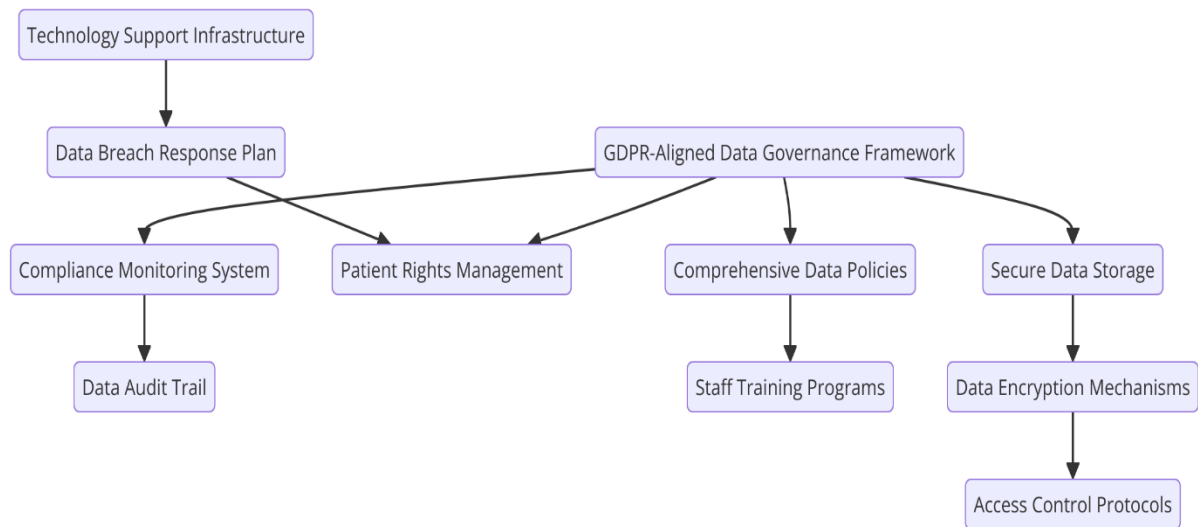 Technology Support Infrastructure
Data Breach Response Plan
GDPR-Aligned Data Governance Framework
Compliance Monitoring System
Patient Rights Management
Comprehensive Data Policies
Secure Data Storage
Data Audit Trail
Staff Training Programs
Data Encryption Mechanisms
Access Control Protocols